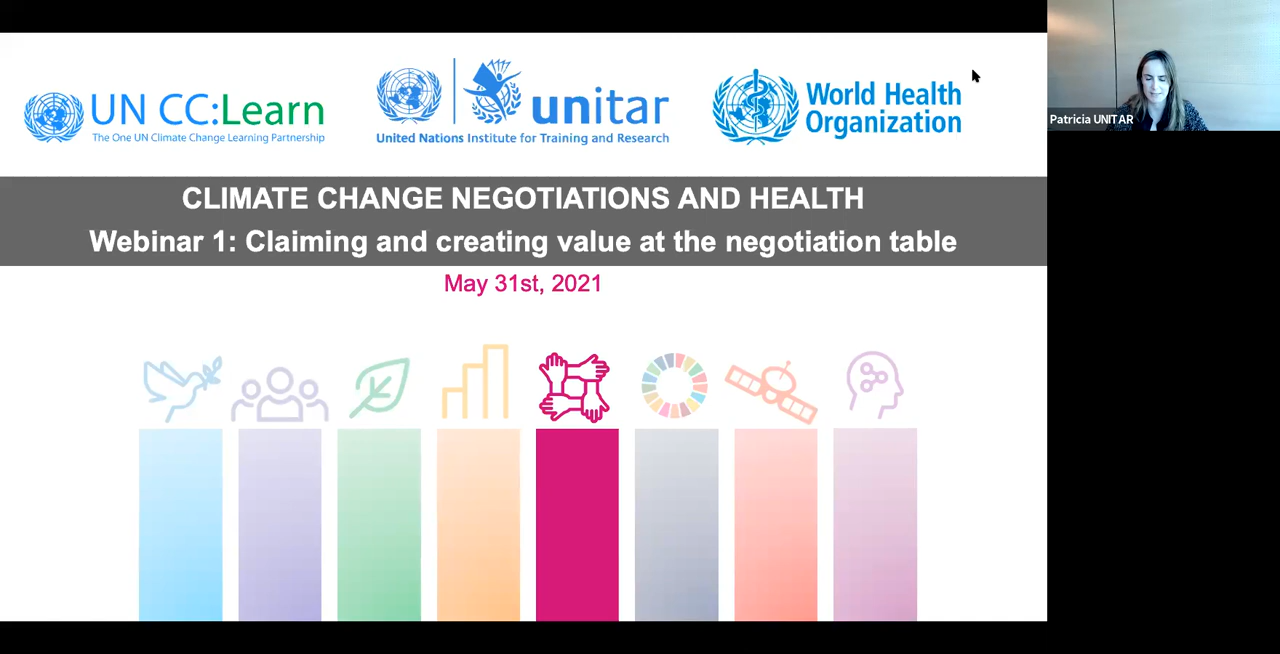 UN CC:Learn
The One UN Climate Change Learning Partnership
unitar
United Nations Institute for Training and Research
World Health
Organization
Patricia UNITAR
CLIMATE CHANGE NEGOTIATIONS AND HEALTH
Webinar 1: Claiming and creating value at the negotiation table
May 31st, 2021